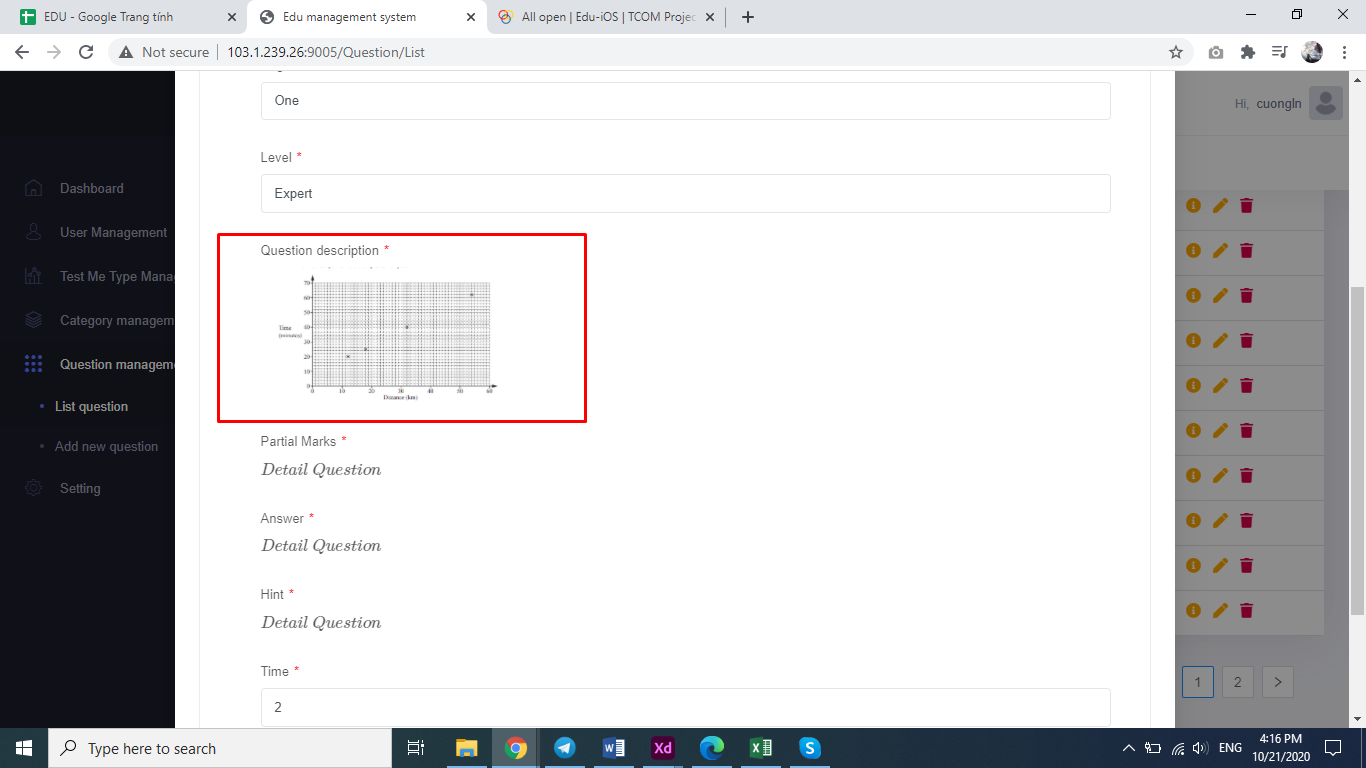 EDU - Google Trang tính
Edu management system
All open | Edu-iOS | TCOM Projec
Not secure
103.1.239.26:9005/Question/List
One
Hi, cuongln
Level *
Expert
Dashboard
User Management
Test Me Type Mana
Category managem
Question managem
List question
Add new question
Setting
Question description *
70
60
50
Time
(minutes)
40
30
20
10
0
0 10 20 30 40 50 60
Distance (km)
Partial Marks *
Detail Question
Answer *
Detail Question
Hint *
Detail Question
Time *
2
1
2
Type here to search
ENG
4:16 PM
10/21/2020